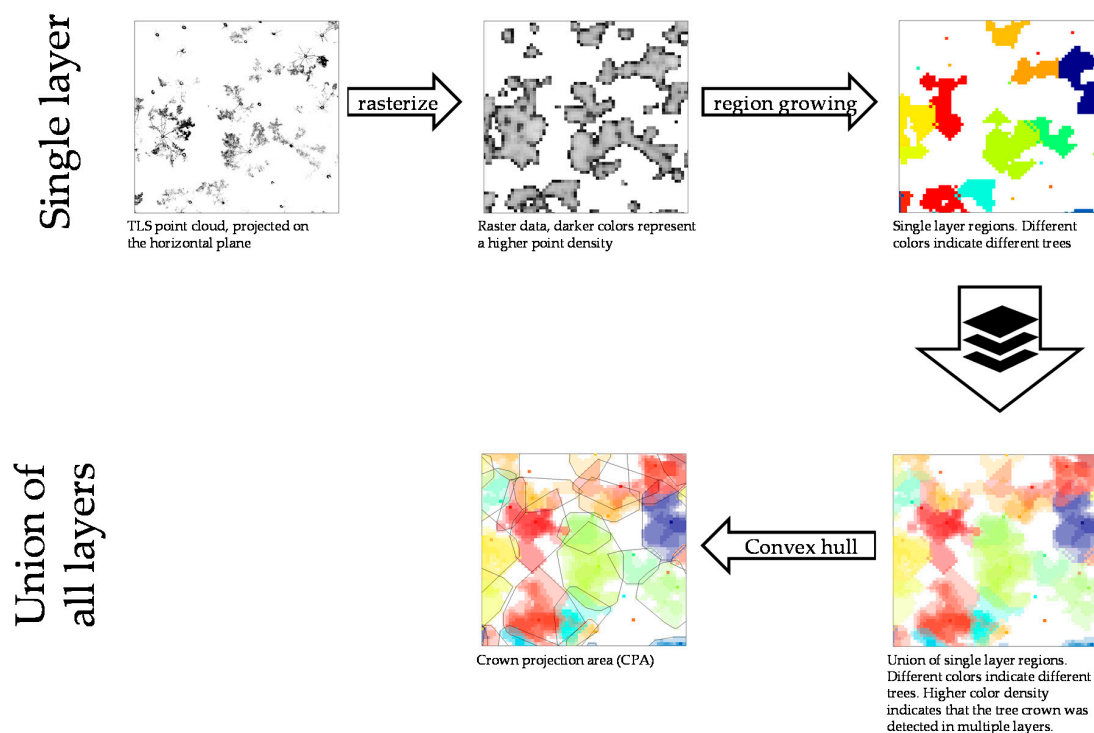 Single layer
rasterize
region growing
TLS point cloud, projected on
the horizontal plane
Raster data, darker colors represent
a higher point density
Single layer regions. Different
colors indicate different trees
Union of
all layers
Convex hull
Crown projection area (CPA)
Union of single layer regions.
Different colors indicate different
trees. Higher color density
indicates that the tree crown was
detected in multiple layers.